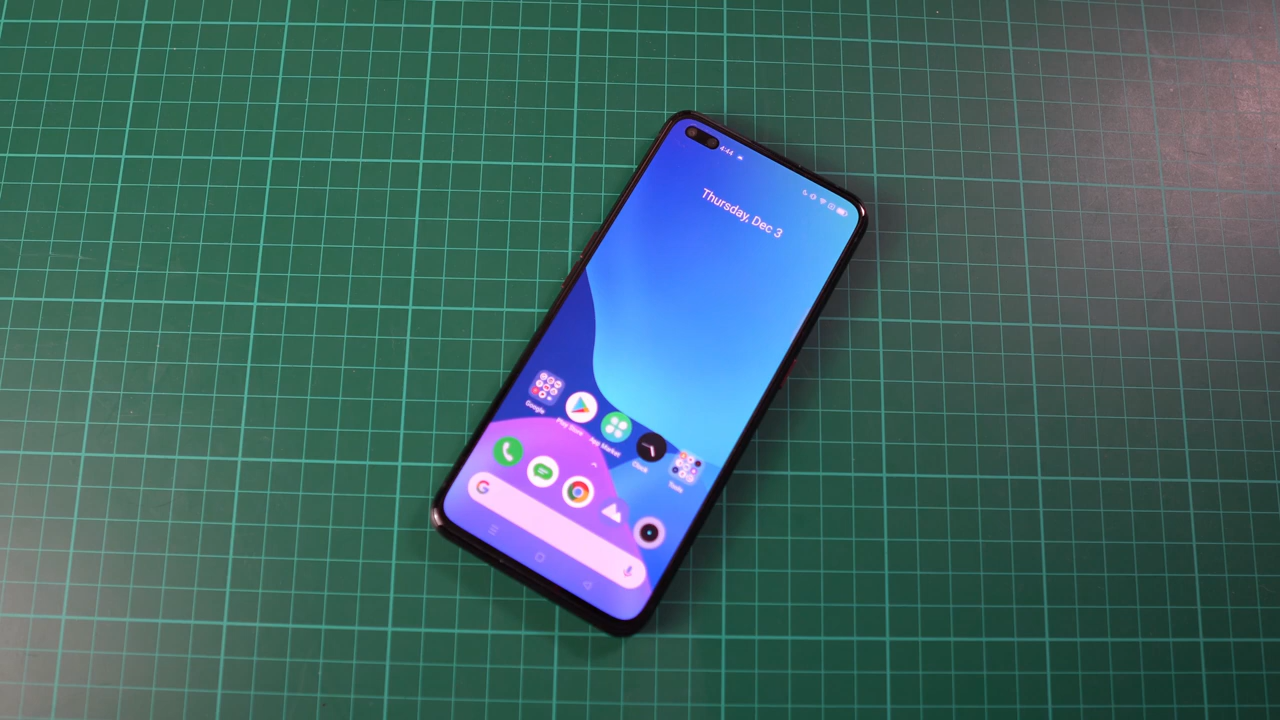 4:44
Thursday, Dec 3
Google
Play Store
App Market
Clock
Tools
G